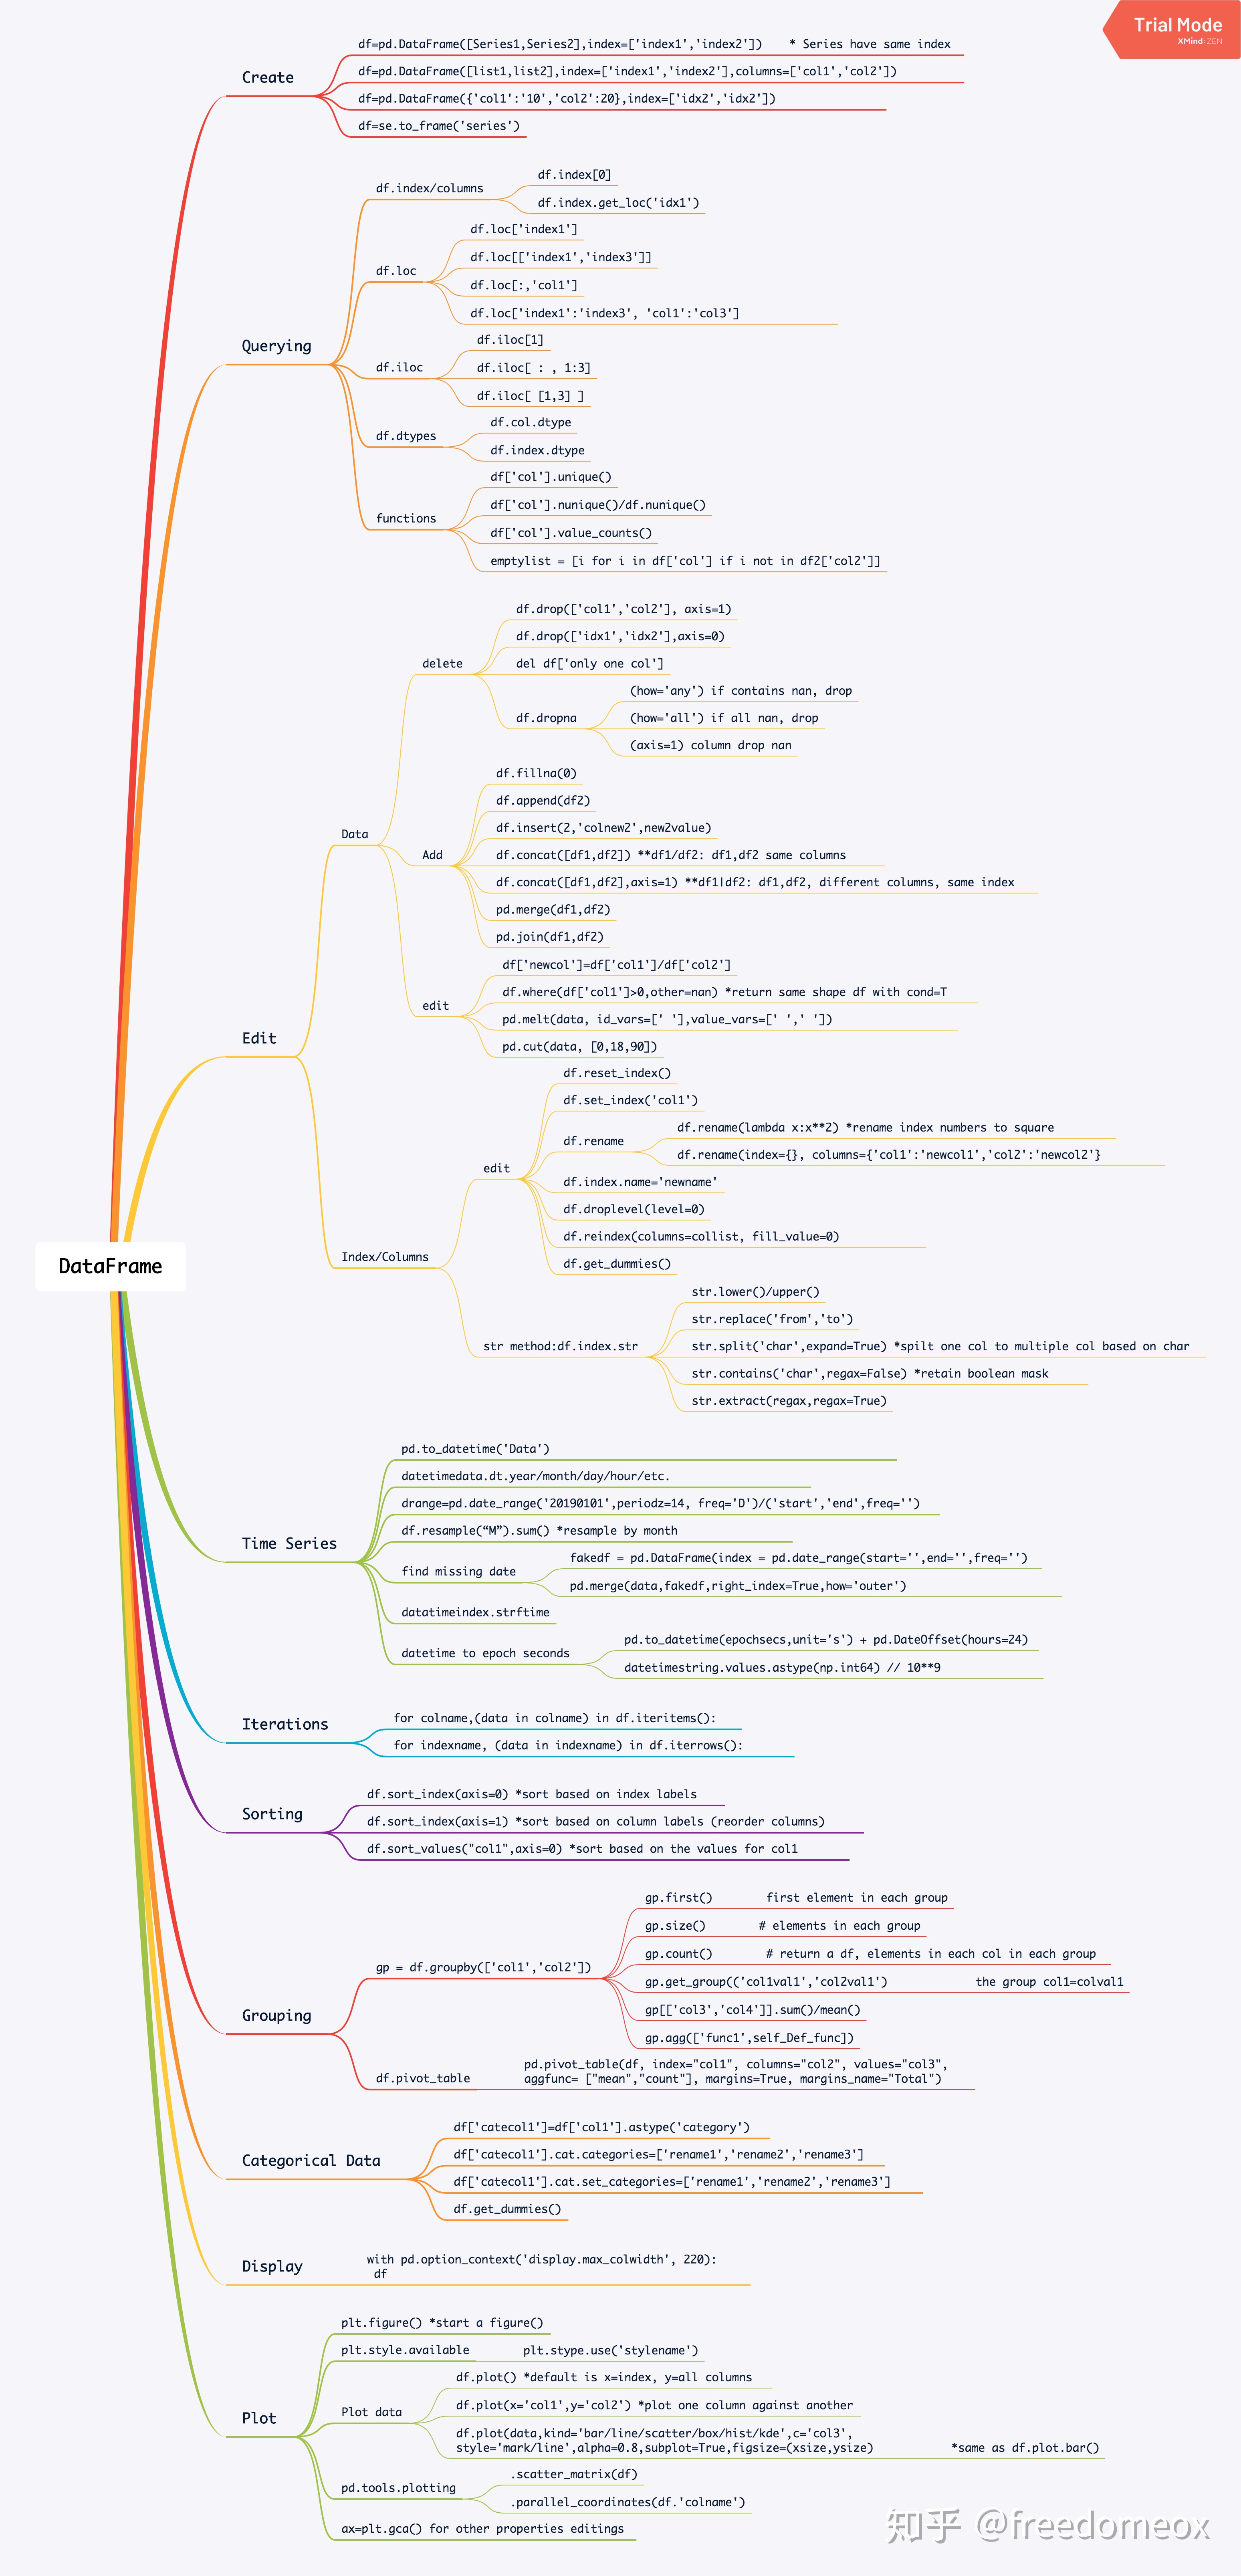 Trial Mode
XMind:ZEN
DataFrame
Create
df=pd.DataFrame([Series1,Series2],index=['index1','index2'])    * Series have same index
df=pd.DataFrame([list1,list2],index=['index1','index2'],columns=['col1','col2'])
df=pd.DataFrame({'col1':'10','col2':20},index=['idx2','idx2'])
df=se.to_frame('series')
Querying
df.index/columns
df.index[0]
df.index.get_loc('idx1')
df.loc
df.loc['index1']
df.loc[['index1','index3']]
df.loc[:,'col1']
df.loc['index1':'index3', 'col1':'col3']
df.iloc
df.iloc[1]
df.iloc[ : , 1:3]
df.iloc[ [1,3] ]
df.dtypes
df.col.dtype
df.index.dtype
functions
df['col'].unique()
df['col'].nunique()/df.nunique()
df['col'].value_counts()
emptylist = [i for i in df['col'] if i not in df2['col2']]
Edit
Data
delete
df.drop(['col1','col2'], axis=1)
df.drop(['idx1','idx2'],axis=0)
del df['only one col']
df.dropna
(how='any') if contains nan, drop
(how='all') if all nan, drop
(axis=1) column drop nan
Add
df.fillna(0)
df.append(df2)
df.insert(2,'colnew2',new2value)
df.concat([df1,df2]) **df1/df2: df1,df2 same columns
df.concat([df1,df2],axis=1) **df1|df2: df1,df2, different columns, same index
pd.merge(df1,df2)
pd.join(df1,df2)
edit
df['newcol']=df['col1']/df['col2']
df.where(df['col1']>0,other=nan) *return same shape df with cond=T
pd.melt(data, id_vars=[' '],value_vars=[' ',' '])
pd.cut(data, [0,18,90])
Index/Columns
edit
df.reset_index()
df.set_index('col1')
df.rename
df.rename(lambda x:x**2) *rename index numbers to square
df.rename(index={}, columns={'col1':'newcol1','col2':'newcol2'}
df.index.name='newname'
df.droplevel(level=0)
df.reindex(columns=collist, fill_value=0)
df.get_dummies()
str method:df.index.str
str.lower()/upper()
str.replace('from','to')
str.split('char',expand=True) *spilt one col to multiple col based on char
str.contains('char',regax=False) *retain boolean mask
str.extract(regax,regax=True)
Time Series
pd.to_datetime('Data')
datetimedata.dt.year/month/day/hour/etc.
drange=pd.date_range('20190101',periodz=14, freq='D')/('start','end',freq='')
df.resample(“M”).sum() *resample by month
find missing date
fakedf = pd.DataFrame(index = pd.date_range(start='',end='',freq='')
pd.merge(data,fakedf,right_index=True,how='outer')
datatimeindex.strftime
datetime to epoch seconds
pd.to_datetime(epochsecs,unit='s') + pd.DateOffset(hours=24)
datetimestring.values.astype(np.int64) // 10**9
Iterations
for colname,(data in colname) in df.iteritems():
for indexname, (data in indexname) in df.iterrows():
Sorting
df.sort_index(axis=0) *sort based on index labels
df.sort_index(axis=1) *sort based on column labels (reorder columns)
df.sort_values("col1",axis=0) *sort based on the values for col1
Grouping
gp = df.groupby(['col1','col2'])
gp.first()        first element in each group
gp.size()        # elements in each group
gp.count()        # return a df, elements in each col in each group
gp.get_group(('col1val1','col2val1')             the group col1=colval1
gp[['col3','col4']].sum()/mean()
gp.agg(['func1',self_Def_func])
df.pivot_table
pd.pivot_table(df, index="col1", columns="col2", values="col3",
aggfunc= ["mean","count"], margins=True, margins_name="Total")
Categorical Data
df['catecol1']=df['col1'].astype('category')
df['catecol1'].cat.categories=['rename1','rename2','rename3']
df['catecol1'].cat.set_categories=['rename1','rename2','rename3']
df.get_dummies()
Display
with pd.option_context('display.max_colwidth', 220):
df
Plot
plt.figure() *start a figure()
plt.style.available        plt.stype.use('stylename')
Plot data
df.plot() *default is x=index, y=all columns
df.plot(x='col1',y='col2') *plot one column against another
df.plot(data,kind='bar/line/scatter/box/hist/kde',c='col3',
style='mark/line',alpha=0.8,subplot=True,figsize=(xsize,ysize)            *same as df.plot.bar()
pd.tools.plotting
.scatter_matrix(df)
.parallel_coordinates(df.'colname')
ax=plt.gca() for other properties editings
知乎 @freedomeox